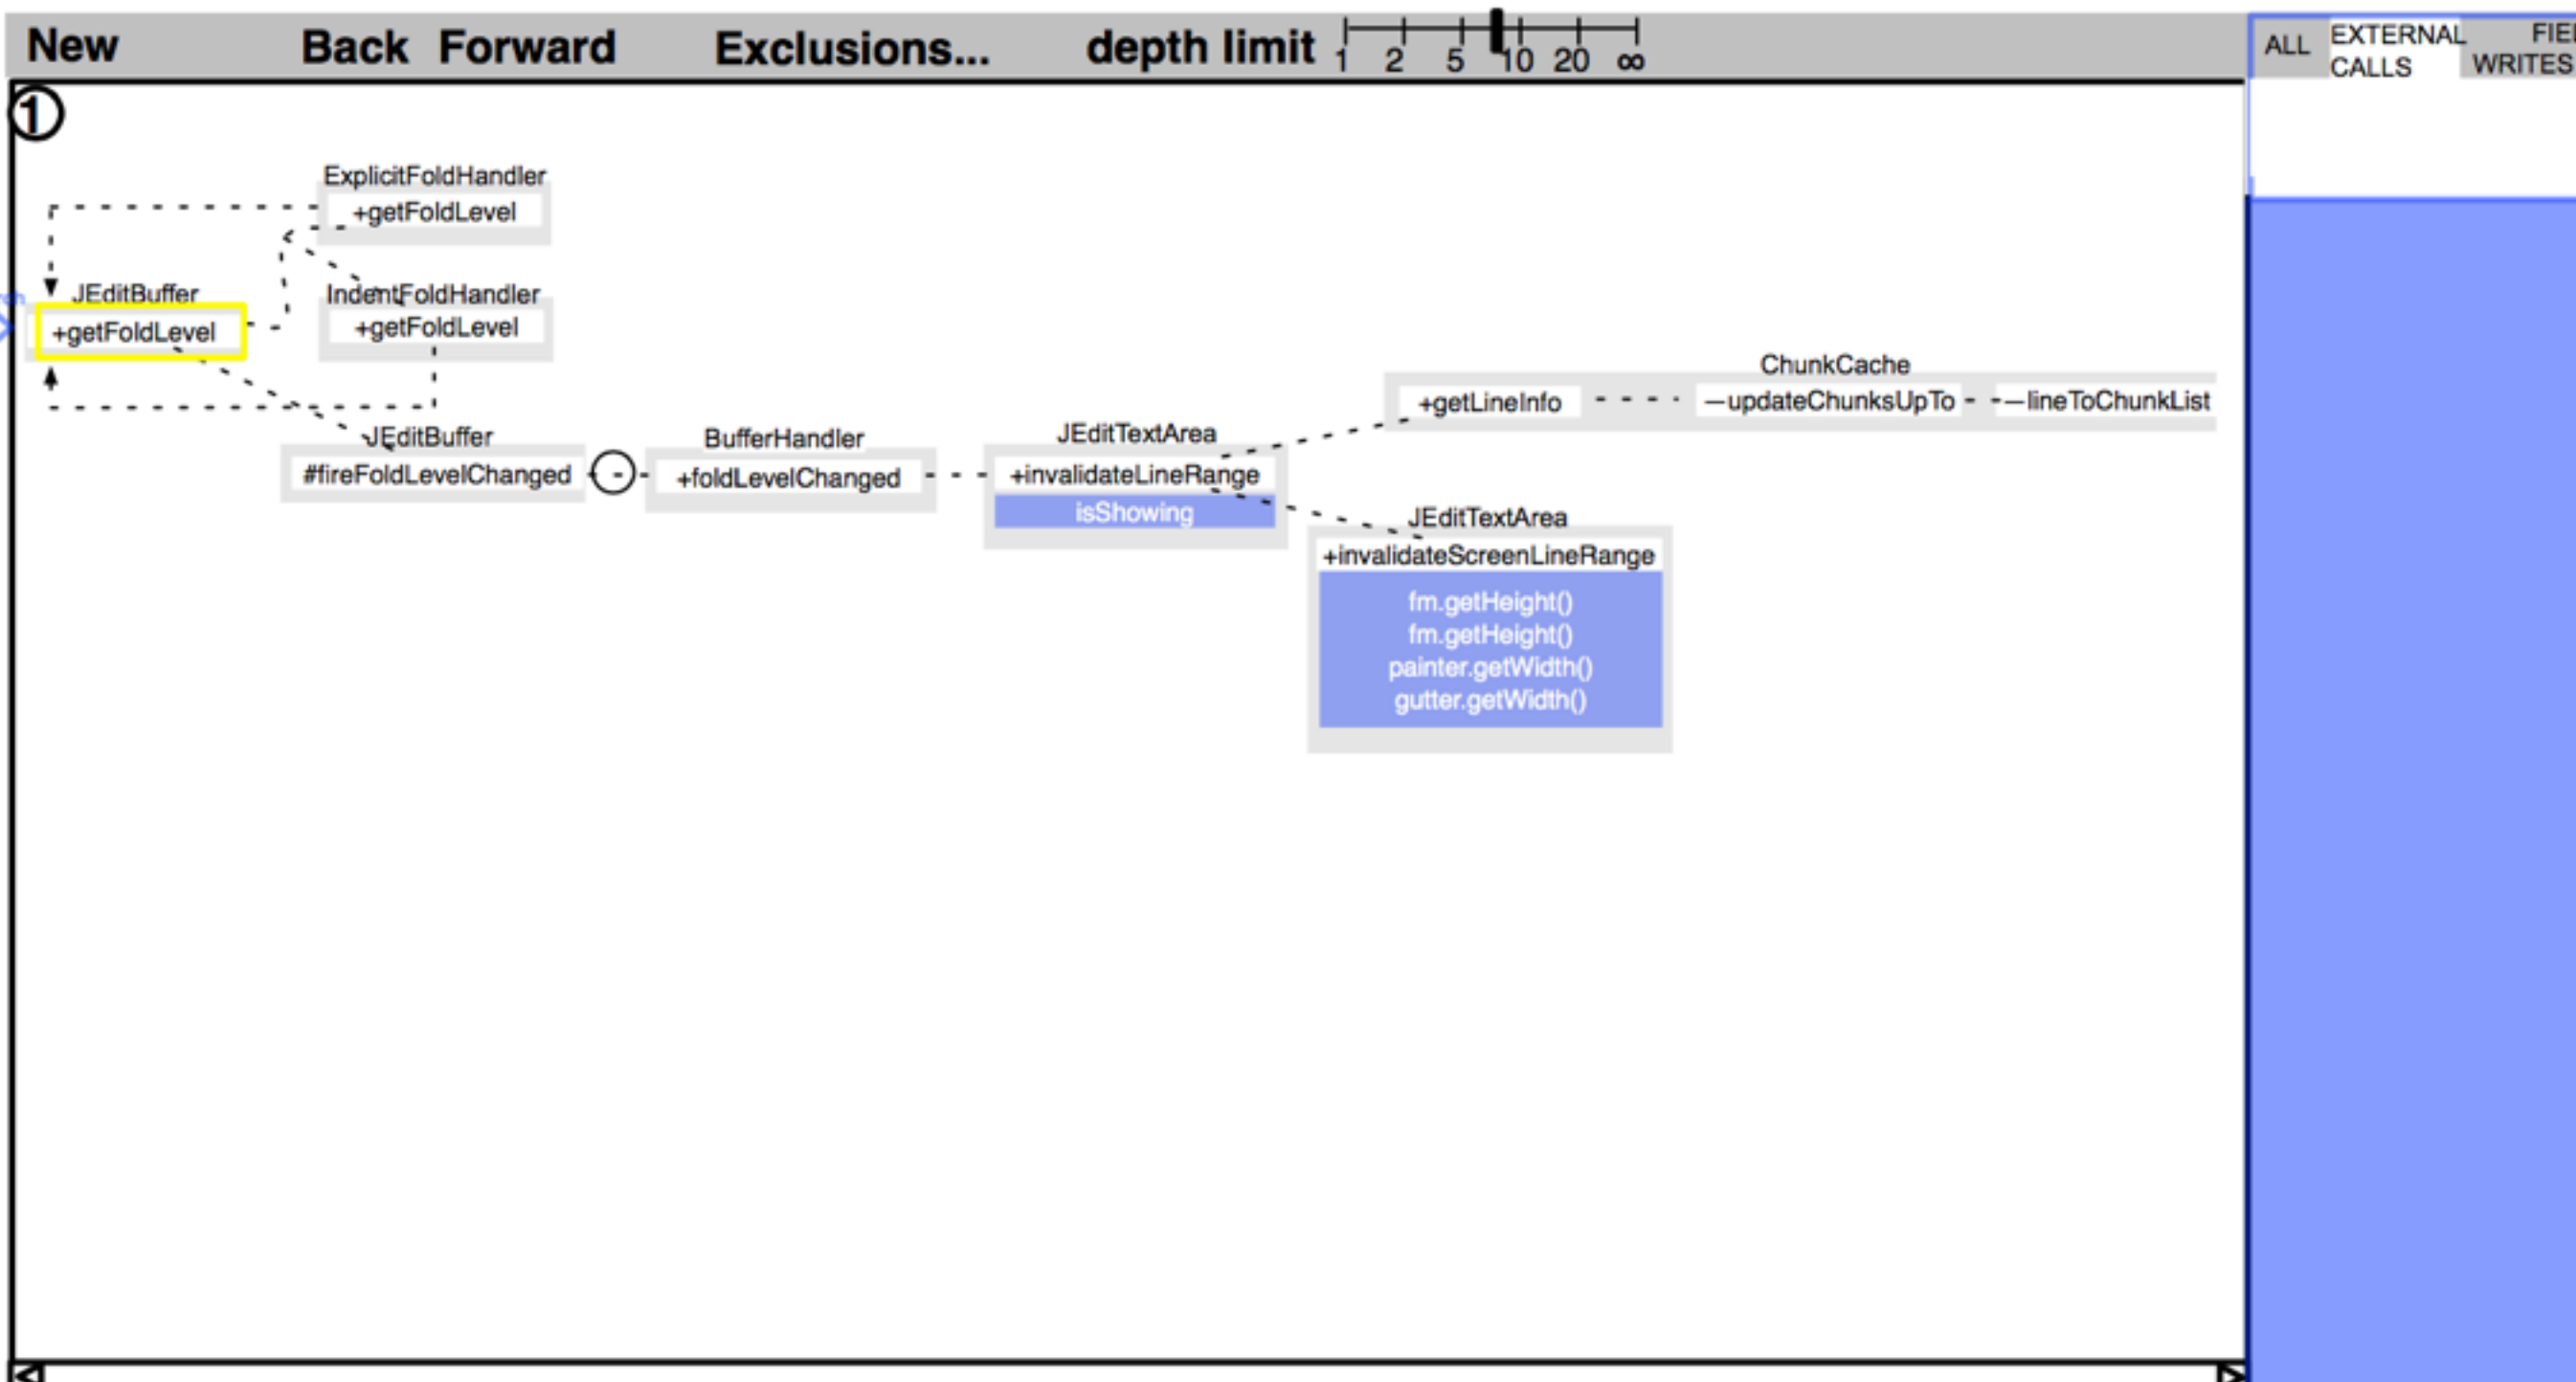 New Back Forward Exclusions... depth limit
1 2 5 10 20 ∞
ALL
EXTERNAL
CALLS
WRITES
1
ExplicitFoldHandler
+getFoldLevel
JEditBuffer
+getFoldLevel
IndentFoldHandler
+getFoldLevel
JEditBuffer
#fireFoldLevelChanged
BufferHandler
+foldLevelChanged
JEditTextArea
+invalidateLineRange
isShowing
ChunkCache
+getLineInfo
—updateChunksUpTo
—lineToChunkList
JEditTextArea
+invalidateScreenLineRange
fm.getHeight()
fm.getHeight()
painter.getWidth()
gutter.getWidth()